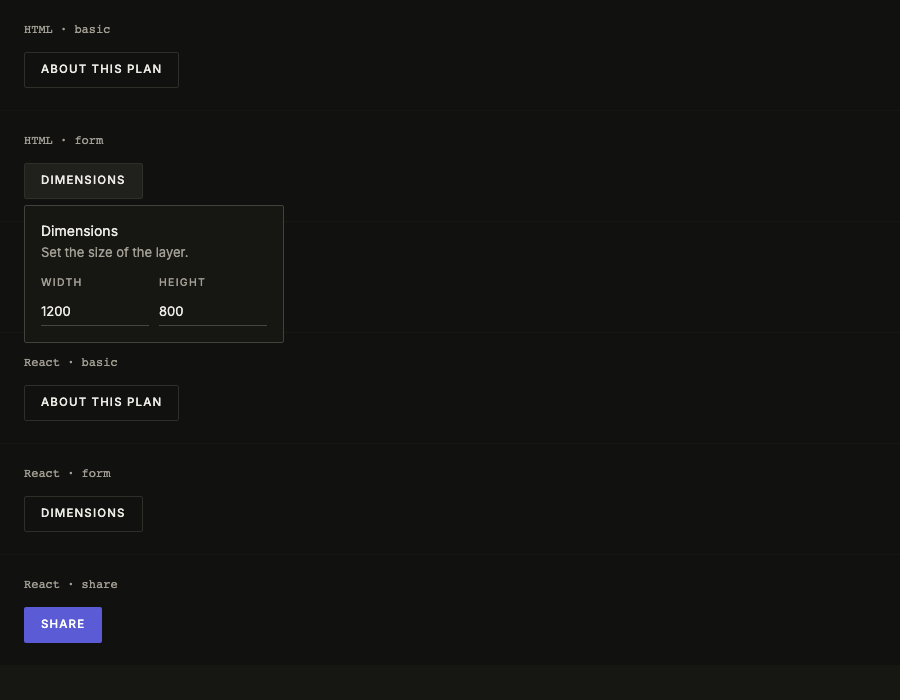 HTML · basic
ABOUT THIS PLAN
HTML · form
DIMENSIONS
Dimensions
Set the size of the layer.
WIDTH HEIGHT
1200 800
React · basic
ABOUT THIS PLAN
React · form
DIMENSIONS
React · share
SHARE